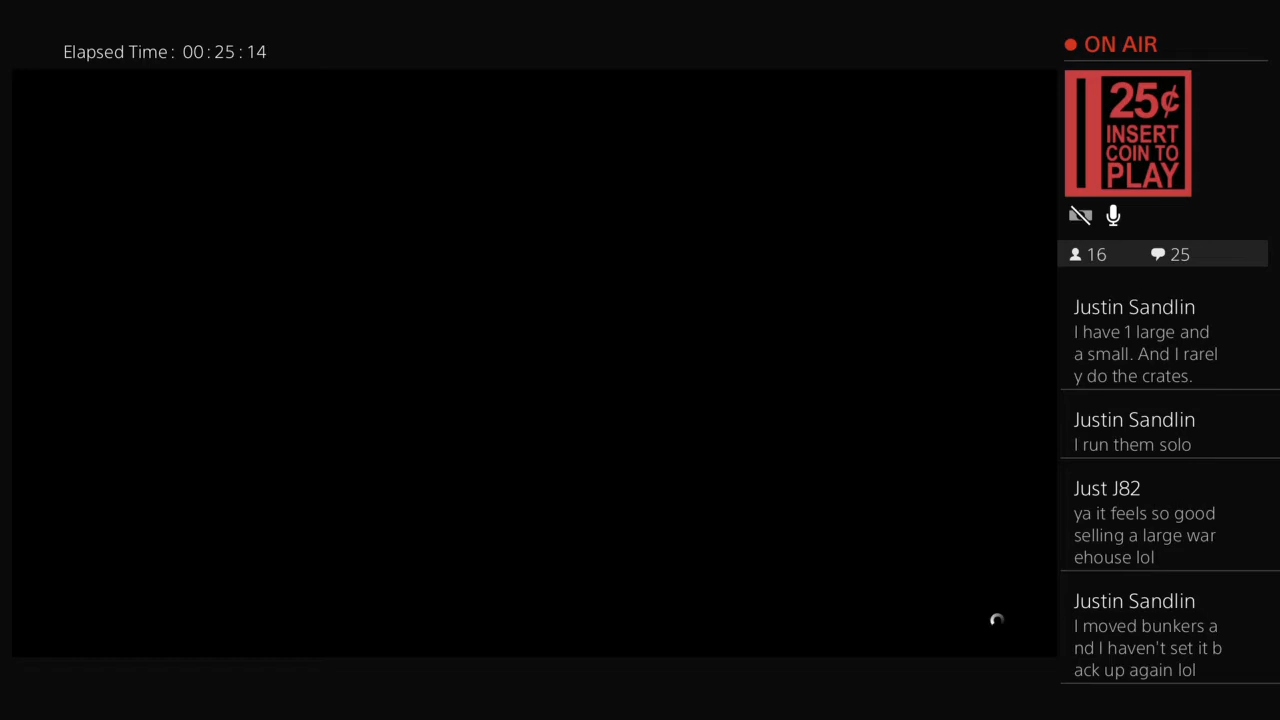 Elapsed Time: 00:25:14
ON AIR
25¢
INSERT
COIN TO
PLAY
16 25
Justin Sandlin
I have 1 large and
a small. And I rarel
y do the crates.
Justin Sandlin
I run them solo
Just J82
ya it feels so good
selling a large war
ehouse lol
Justin Sandlin
I moved bunkers a
nd I haven't set it b
ack up again lol